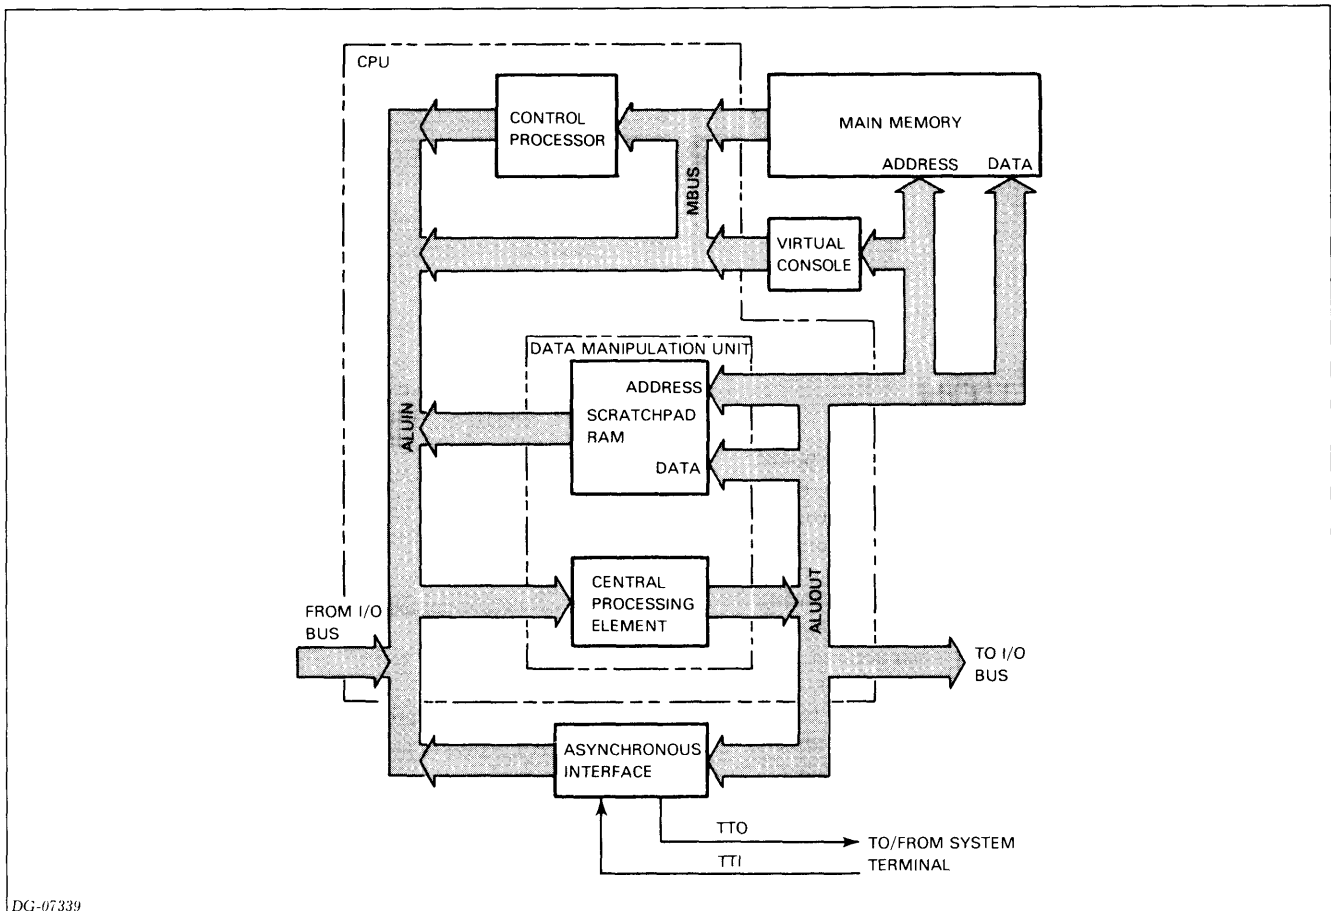 CPU
CONTROL
PROCESSOR
MAIN MEMORY
ADDRESS DATA
MBUS
VIRTUAL
CONSOLE
DATA MANIPULATION UNIT
ADDRESS
SCRATCHPAD
RAM
DATA
ALUIN
CENTRAL
PROCESSING
ELEMENT
ALUOUT
FROM I/O
BUS
TO I/O
BUS
ASYNCHRONOUS
INTERFACE
TTO
TTI
TO/FROM SYSTEM
TERMINAL
DG-07339